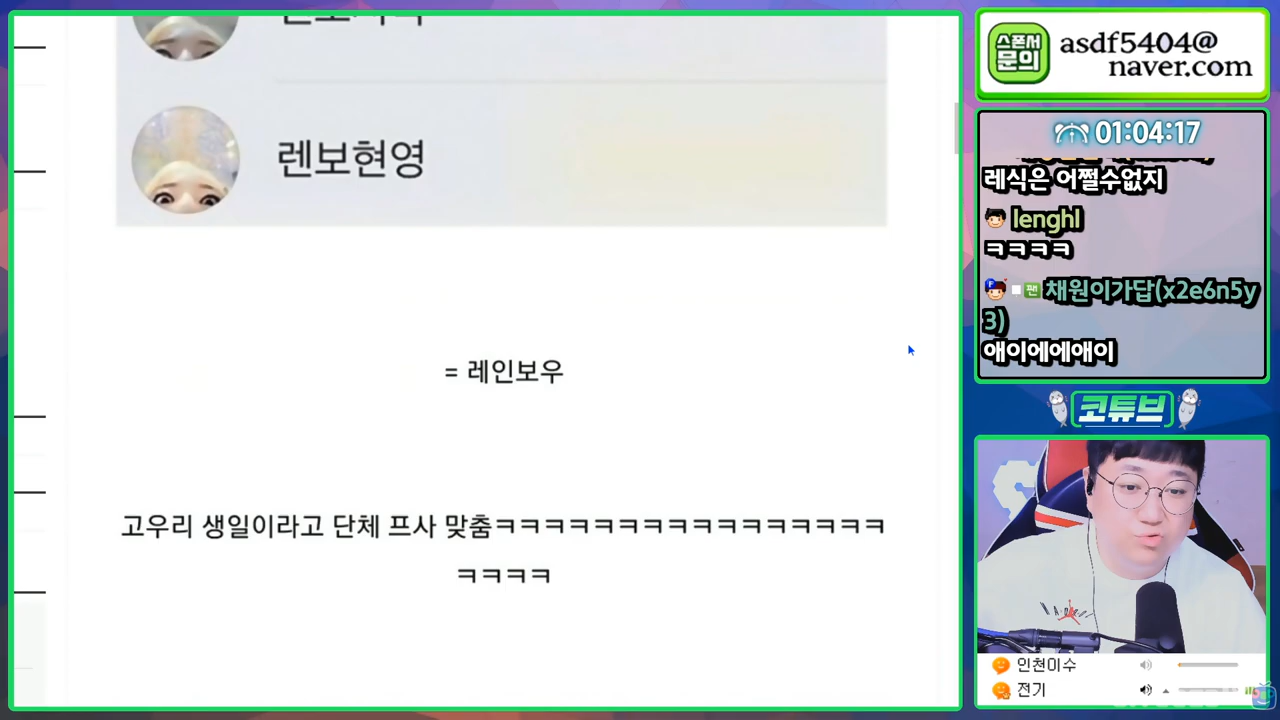 렌보현영
= 레인보우
고우리 생일이라고 단체 프사 맞춤ㅋㅋㅋㅋㅋㅋㅋㅋㅋㅋㅋㅋㅋㅋㅋㅋ
ㅋㅋㅋㅋ
스폰서
문의
asdf5404@
naver.com
01:04:17
레식은 어쩔수없지
lenghl
ㅋㅋㅋㅋ
F 팬 채원이가답(x2e6n5y
3)
애이에에애이
코튜브
인천이수
전기